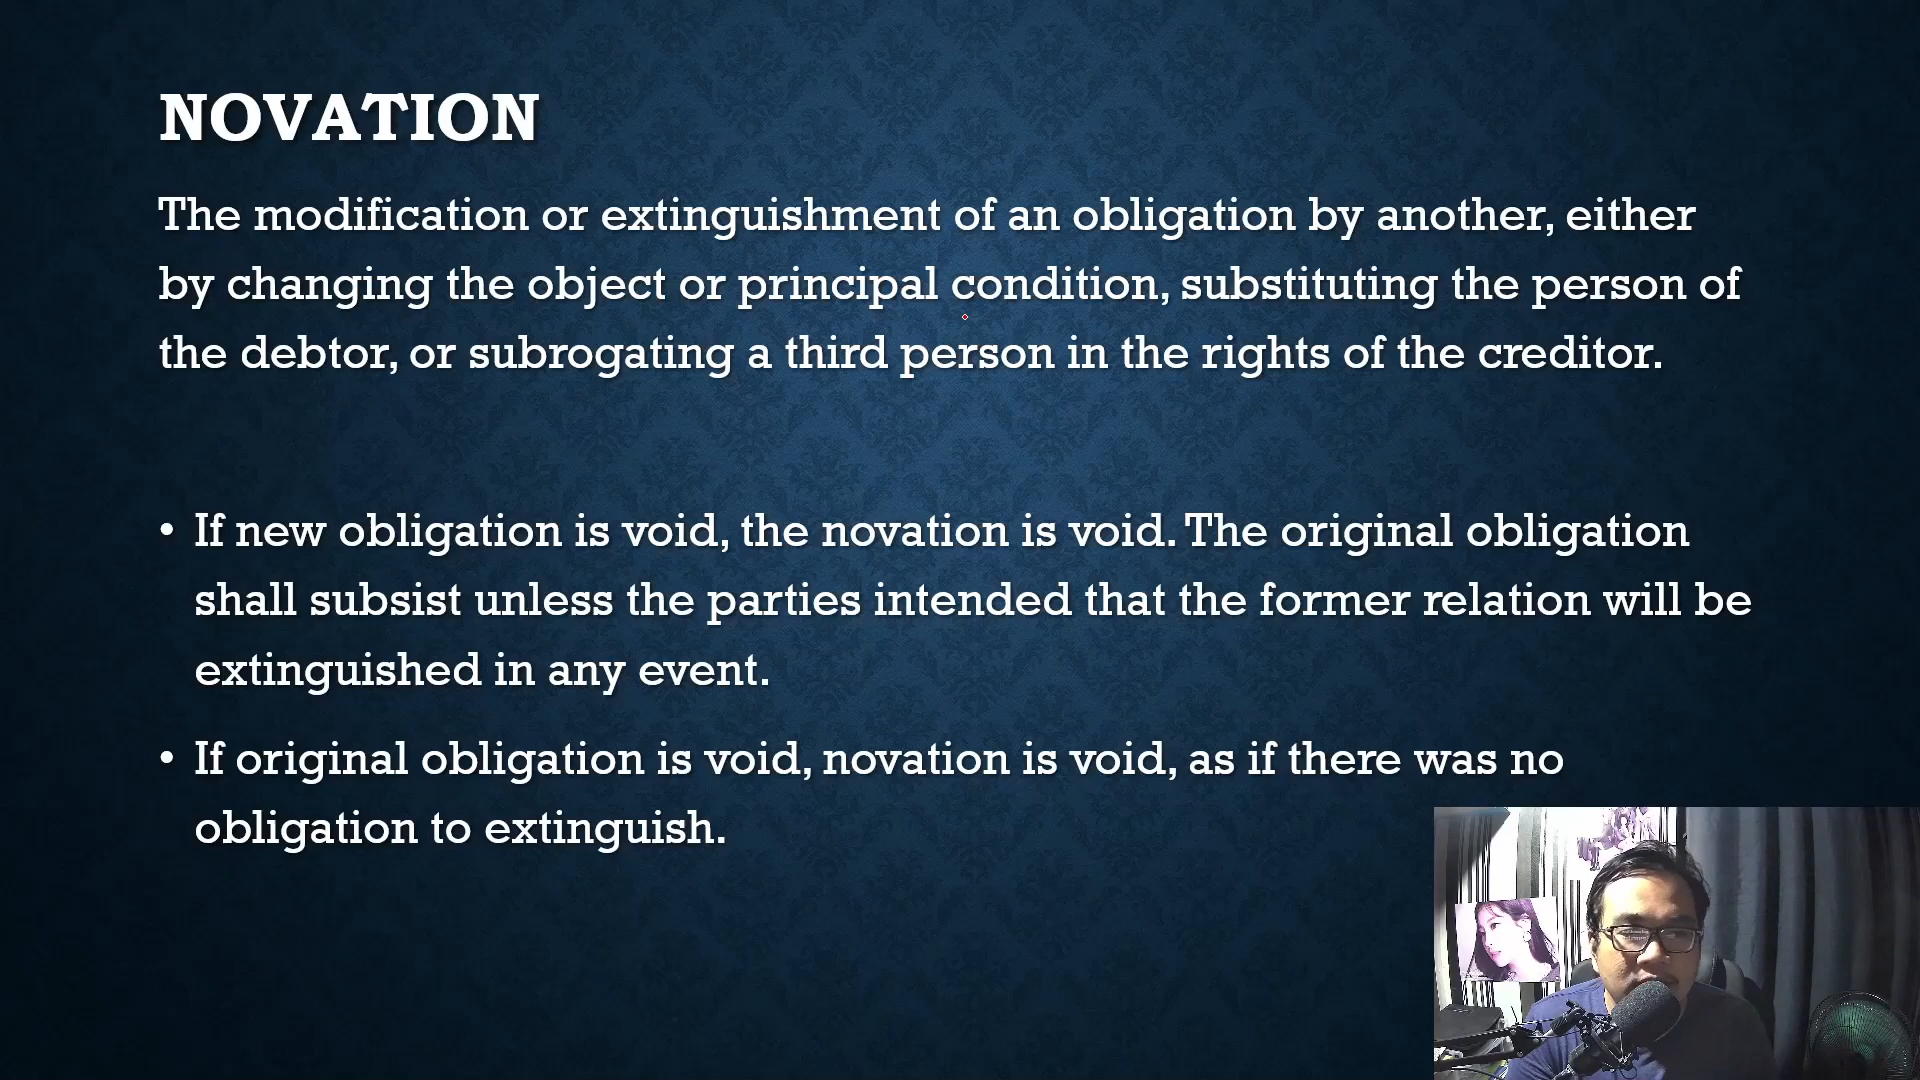 NOVATION
The modification or extinguishment of an obligation by another, either
by changing the object or principal condition, substituting the person of
the debtor, or subrogating a third person in the rights of the creditor.
• If new obligation is void, the novation is void. The original obligation
shall subsist unless the parties intended that the former relation will be
extinguished in any event.
• If original obligation is void, novation is void, as if there was no
obligation to extinguish.